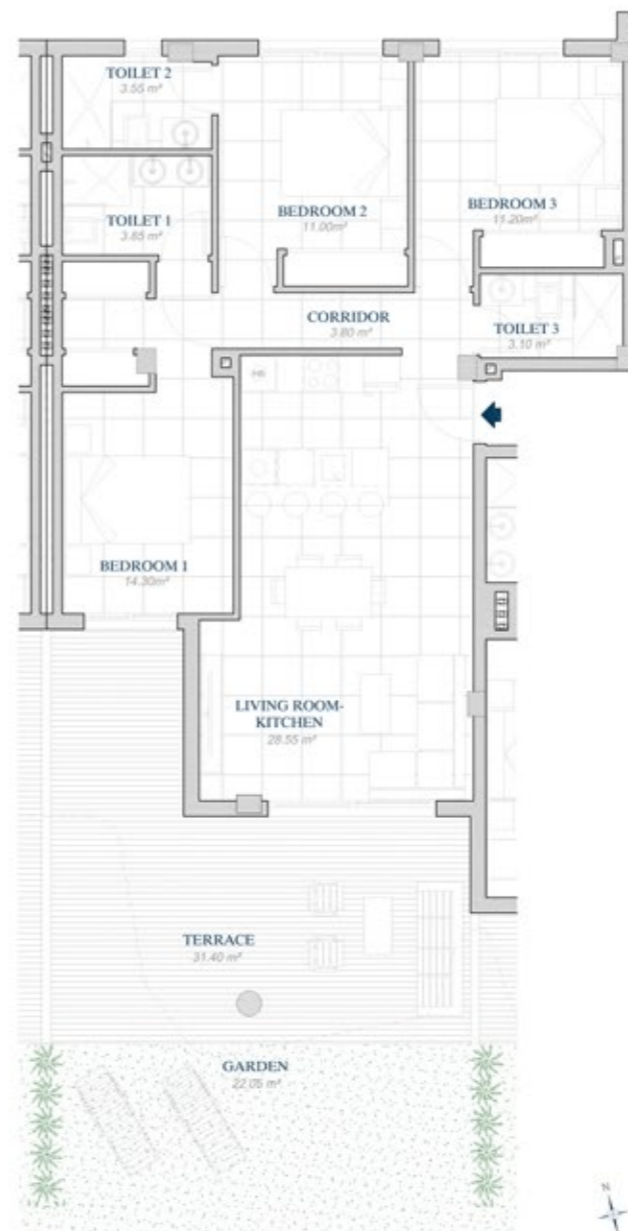 TOILET 2
3.55 m²
TOILET 1
3.85 m²
BEDROOM 2
11.00m²
BEDROOM 3
11.20m²
CORRIDOR
3.80 m²
TOILET 3
3.10 m²
BEDROOM 1
14.30m²
LIVING ROOM-
KITCHEN
28.55 m²
TERRACE
31.40 m²
GARDEN
22.05 m²
N